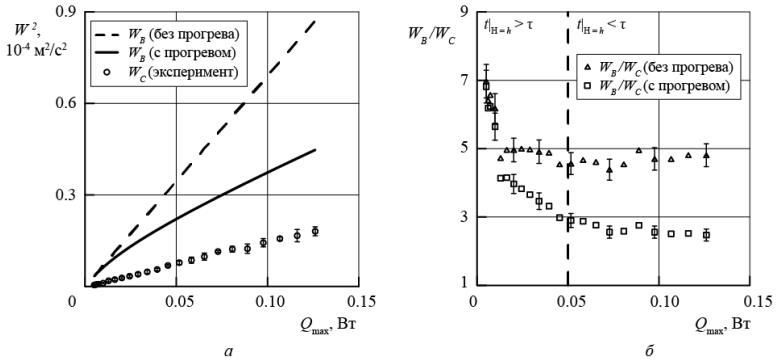 W²,
10⁻⁴ м²/с²
0.9
0.6
0.3
0
0.05
0.10
0.15
Q_max, Вт
W_B (без прогрева)
W_B (с прогревом)
W_C (эксперимент)
а
W_B/W_C
t|_H=h > τ
t|_H=h < τ
9
7
5
3
1
0
0.05
0.10
0.15
Q_max, Вт
W_B/W_C (без прогрева)
W_B/W_C (с прогревом)
б